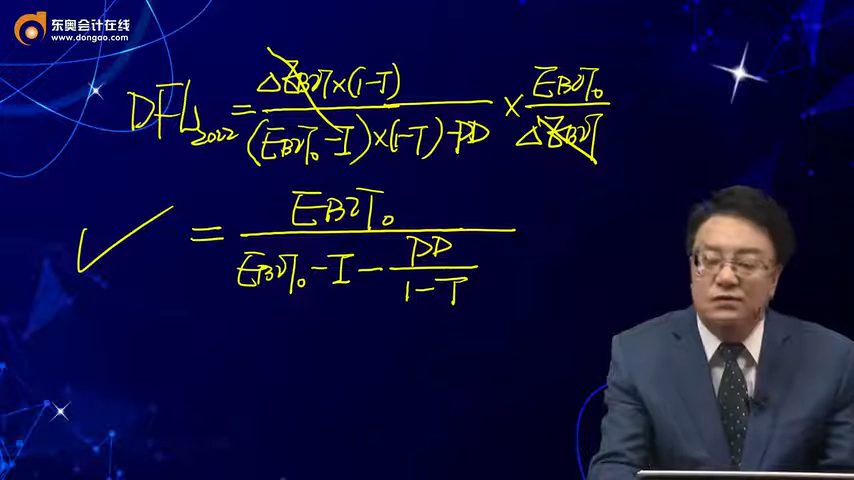 东奥会计在线
www.dongao.com
DFL₂₀₂₂ = ΔEBIT×(1-T) / (EBIT₀-I)×(1-T)-PD × EBIT₀ / ΔEBIT
= EBIT₀ / EBIT₀-I-PD/1-T